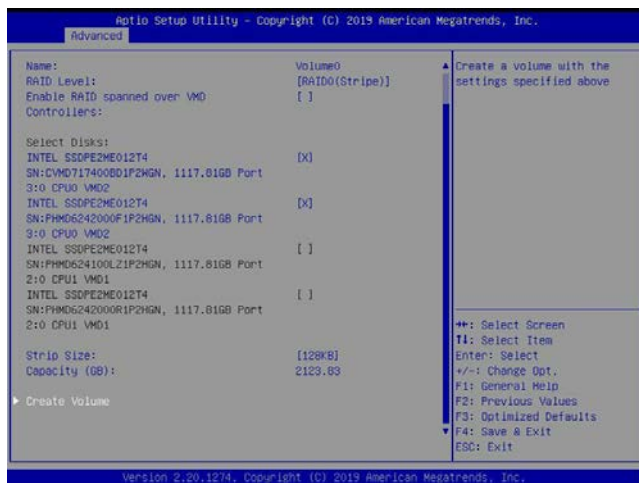 Aptio Setup Utility - Copyright (C) 2019 American Megatrends, Inc.
Advanced
Name: Volume0
RAID Level: [RAID0(Stripe)]
Enable RAID spanned over VMD [ ]
Controllers:
Select Disks:
INTEL SSDPE2ME012T4 [X]
SN:CVMD717400BD1P2WGN, 1117.81GB Port
3:0 CPU0 VMD2
INTEL SSDPE2ME012T4 [X]
SN:PHMD6242000F1P2HGN, 1117.81GB Port
3:0 CPU0 VMD2
INTEL SSDPE2ME012T4 [ ]
SN:PHMD624100LZ1P2HGN, 1117.81GB Port
2:0 CPU1 VMD1
INTEL SSDPE2ME012T4 [ ]
SN:PHMD6242000R1P2HGN, 1117.81GB Port
2:0 CPU1 VMD1
Strip Size: [128KB]
Capacity (GB): 2123.83
Create Volume
Create a volume with the
settings specified above
→←: Select Screen
↑↓: Select Item
Enter: Select
+/-: Change Opt.
F1: General Help
F2: Previous Values
F3: Optimized Defaults
F4: Save & Exit
ESC: Exit
Version 2.20.1274. Copyright (C) 2019 American Megatrends, Inc.